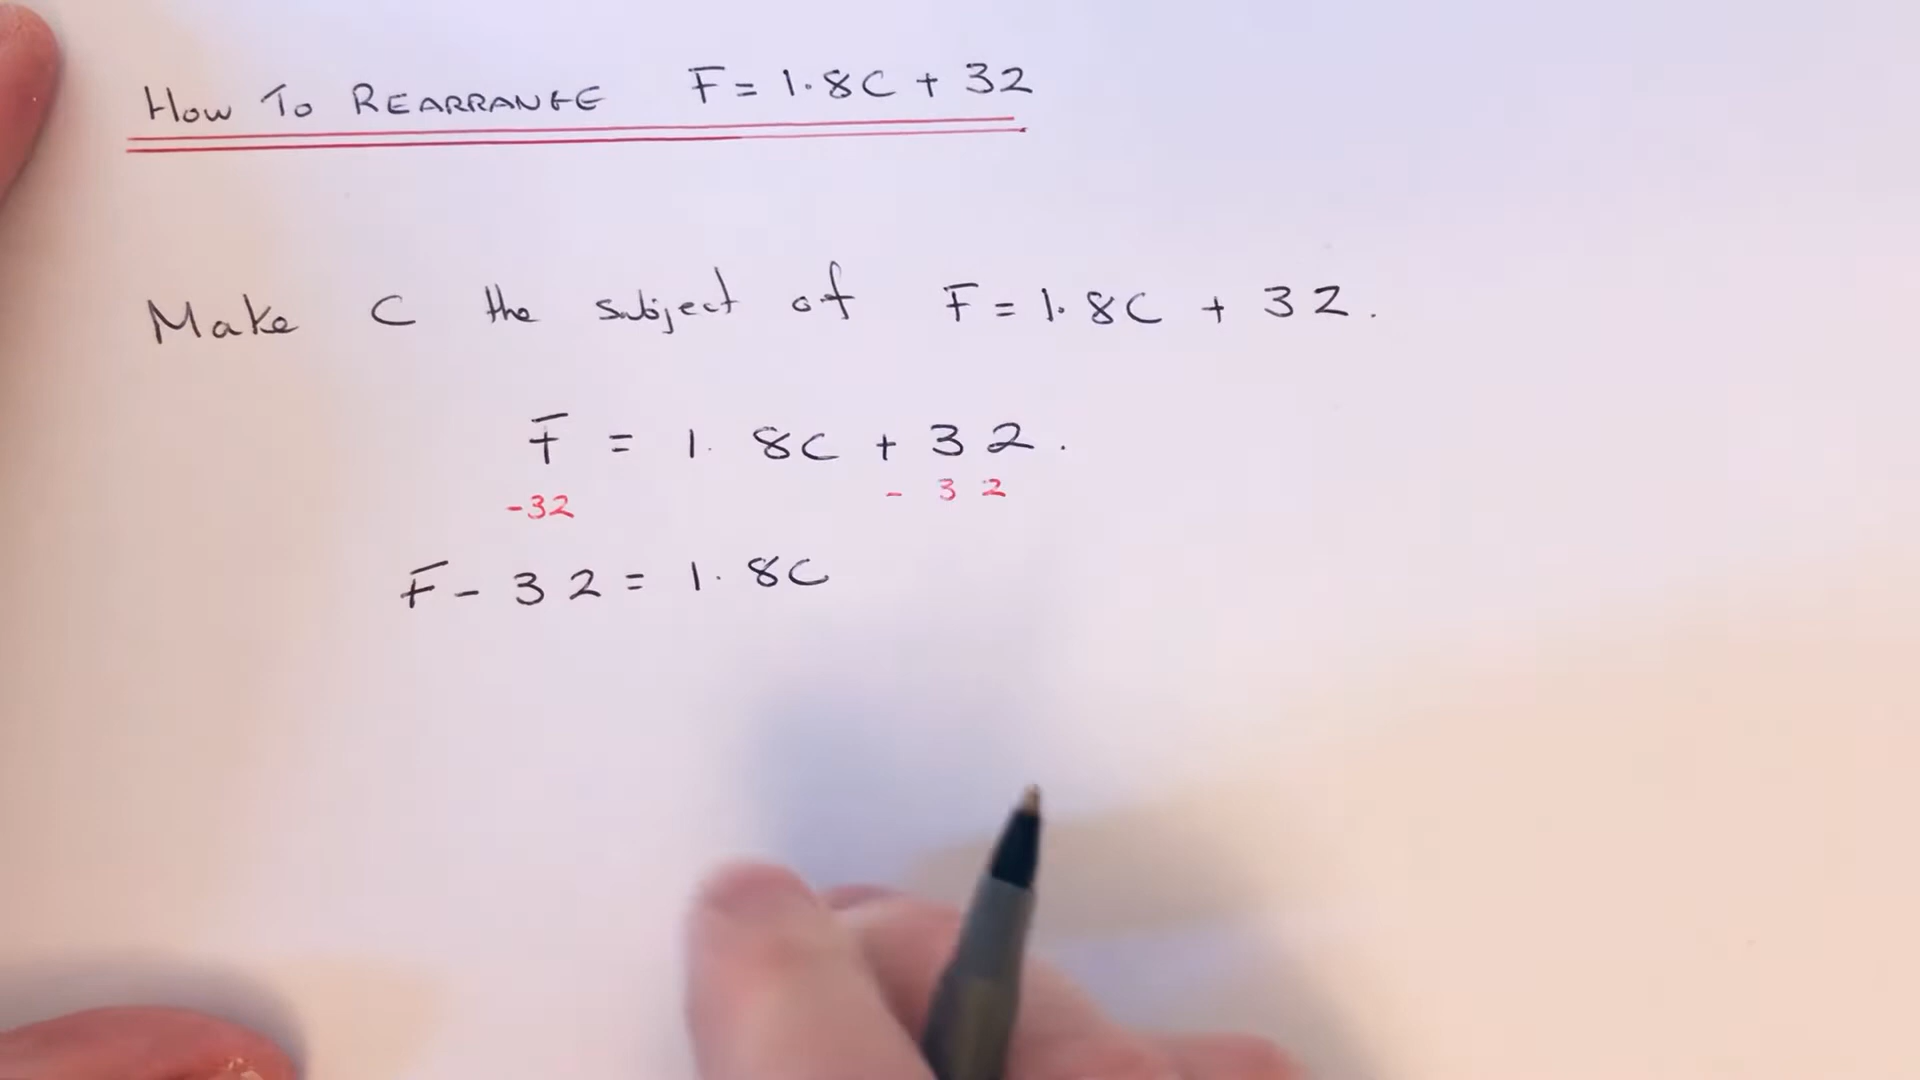 How To REARRANGE F = 1.8C + 32
Make C the subject of F = 1.8C + 32.
F = 1.8C + 32.
-32 - 32
F - 32 = 1.8C